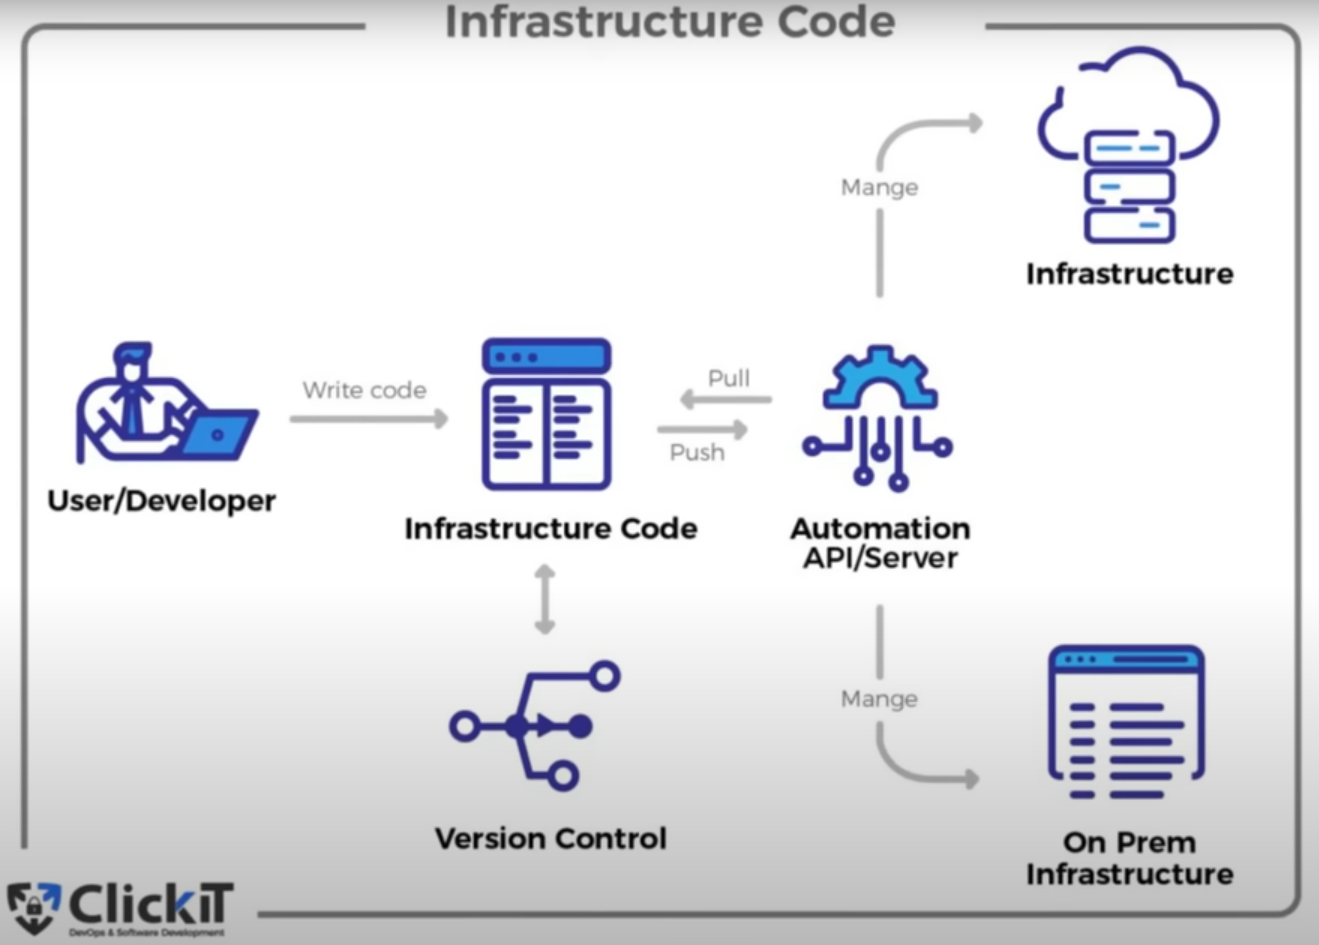 Infrastructure Code
Mange
Infrastructure
Write code
Pull
Push
User/Developer
Infrastructure Code
Automation
API/Server
Mange
Version Control
On Prem
Infrastructure
ClickiT
DevOps & Software Development